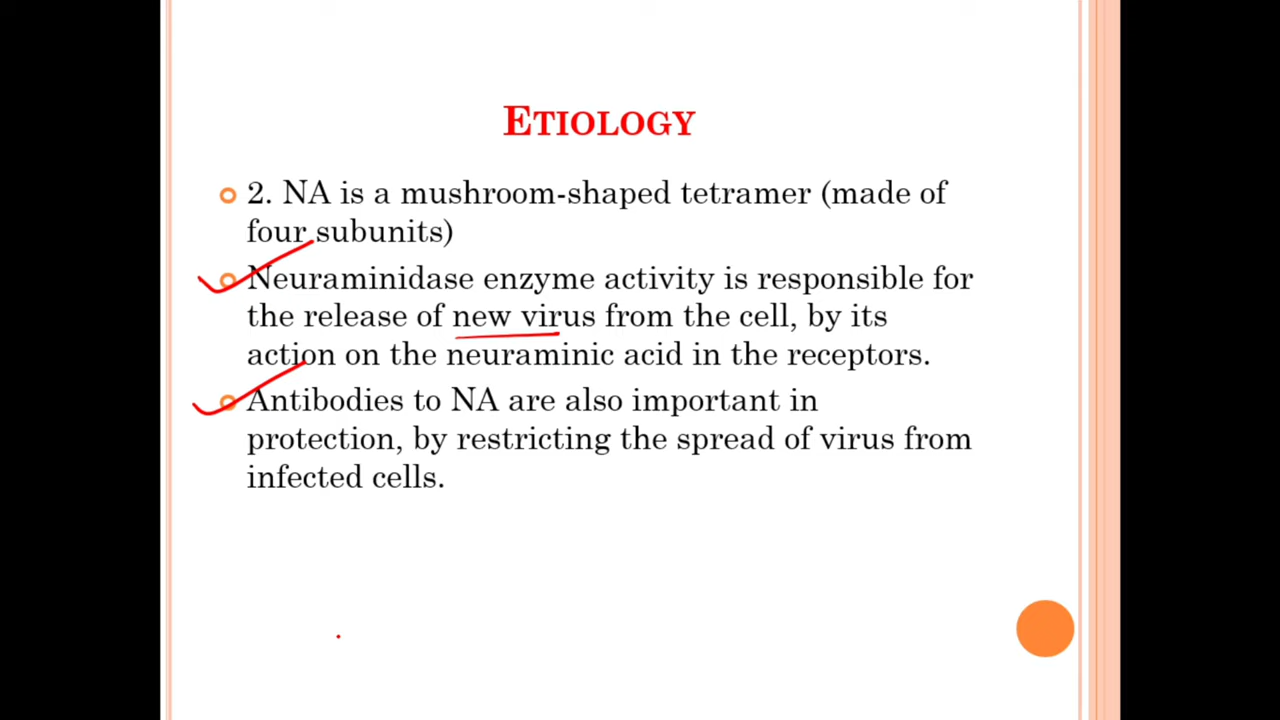 ETIOLOGY
2. NA is a mushroom-shaped tetramer (made of
four subunits)
Neuraminidase enzyme activity is responsible for
the release of new virus from the cell, by its
action on the neuraminic acid in the receptors.
Antibodies to NA are also important in
protection, by restricting the spread of virus from
infected cells.